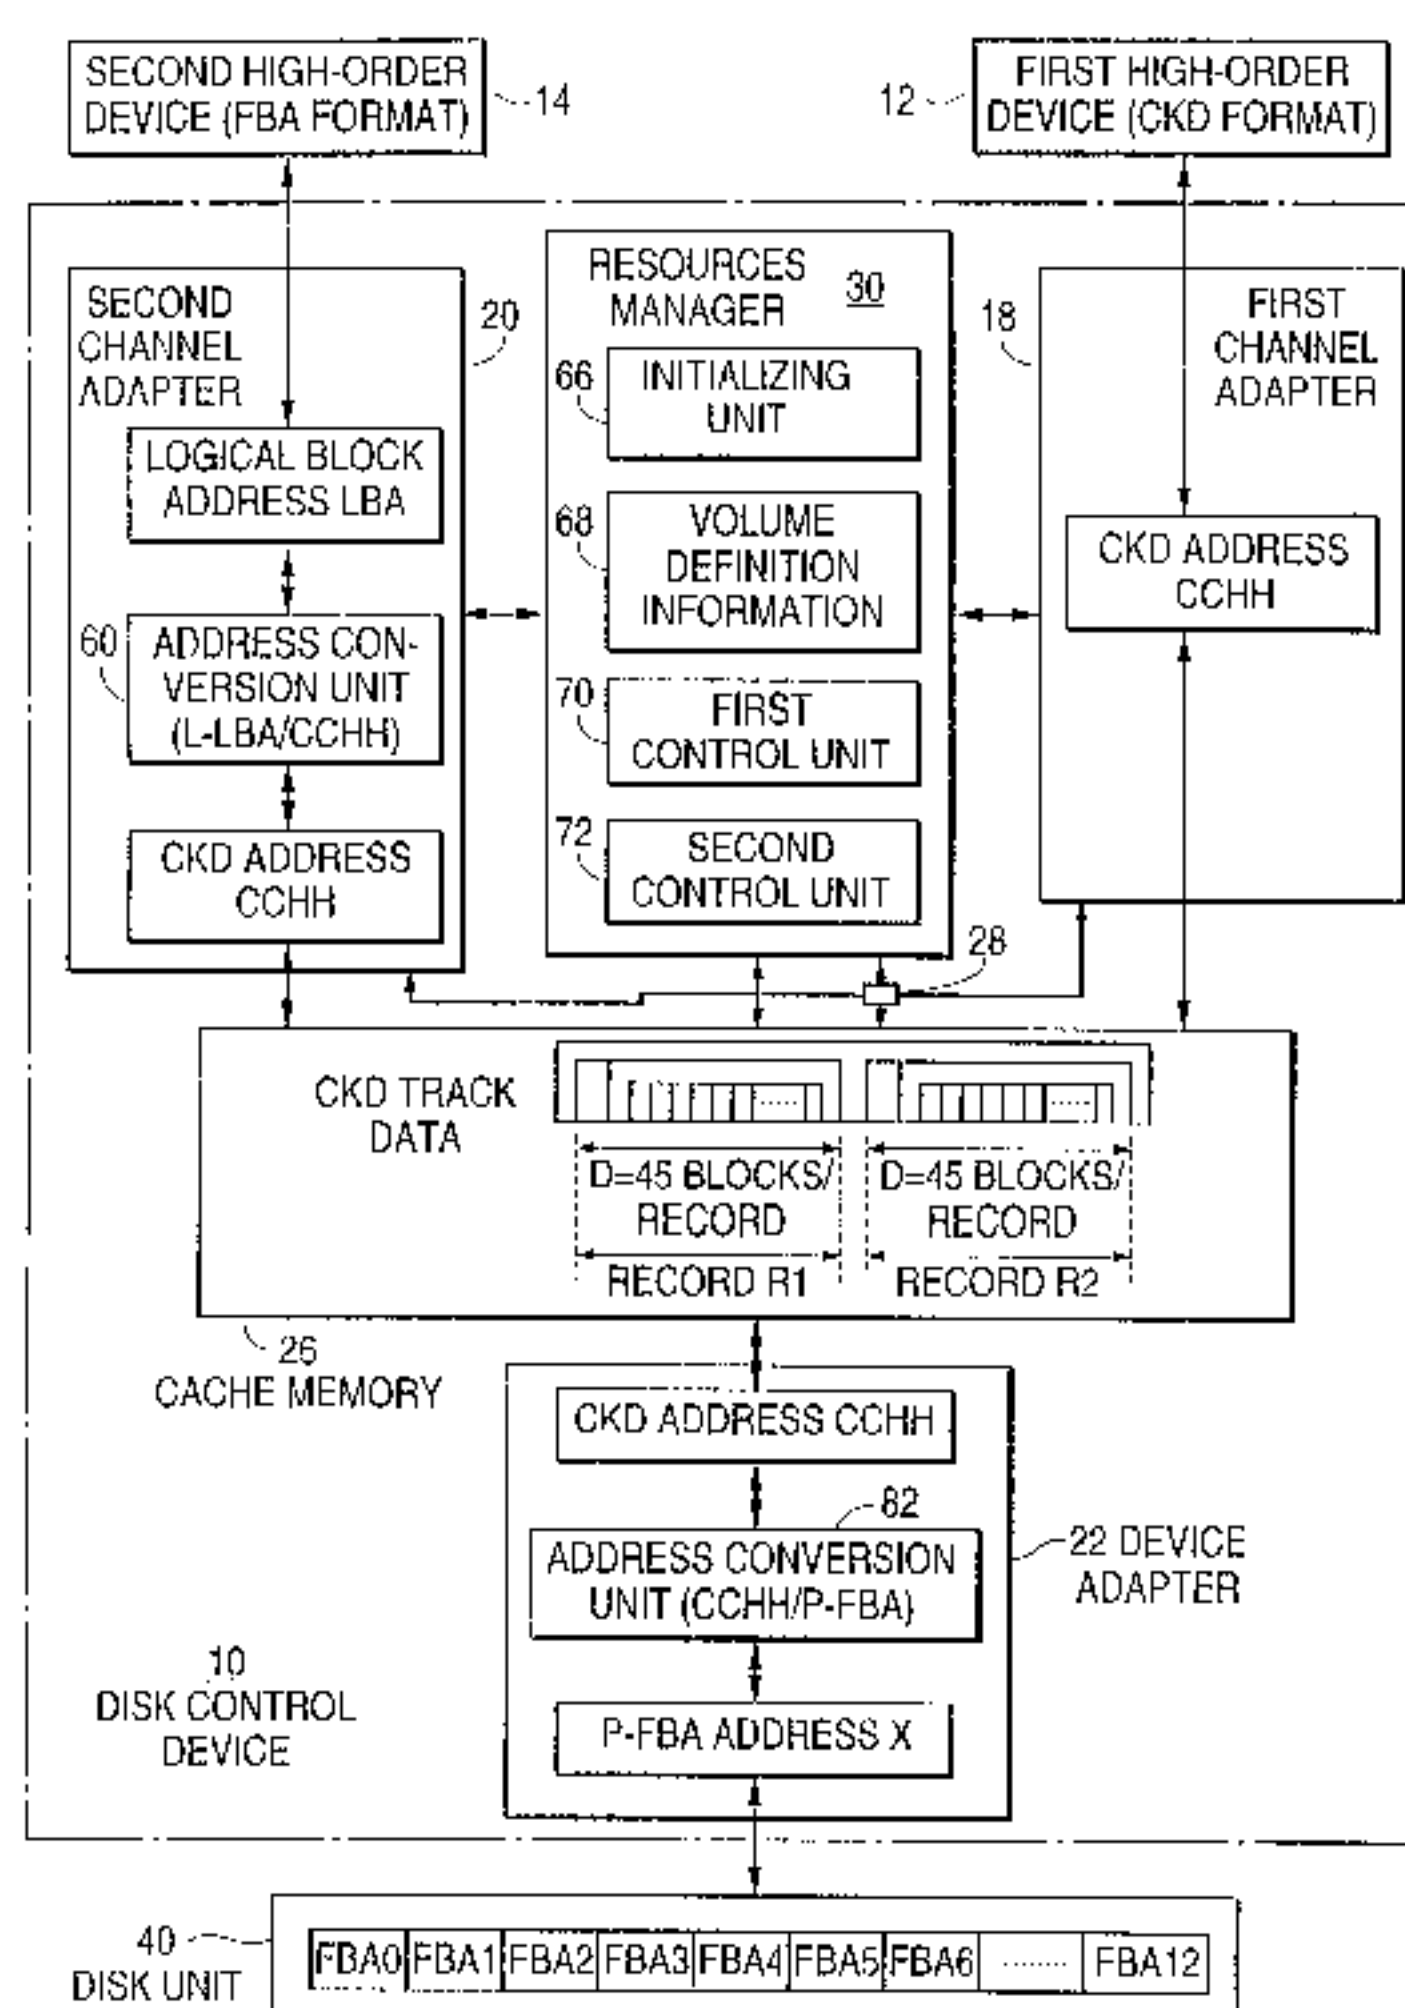 SECOND HIGH-ORDER
DEVICE (FBA FORMAT)
14
12
FIRST HIGH-ORDER
DEVICE (CKD FORMAT)
SECOND
CHANNEL
ADAPTER
20
LOGICAL BLOCK
ADDRESS LBA
60
ADDRESS CON-
VERSION UNIT
(L-LBA/CCHH)
CKD ADDRESS
CCHH
RESOURCES
MANAGER
30
66
INITIALIZING
UNIT
68
VOLUME
DEFINITION
INFORMATION
70
FIRST
CONTROL UNIT
72
SECOND
CONTROL UNIT
28
18
FIRST
CHANNEL
ADAPTER
CKD ADDRESS
CCHH
CKD TRACK
DATA
D=45 BLOCKS/
RECORD
D=45 BLOCKS/
RECORD
RECORD R1
RECORD R2
26
CACHE MEMORY
CKD ADDRESS CCHH
82
ADDRESS CONVERSION
UNIT (CCHH/P-FBA)
22 DEVICE
ADAPTER
P-FBA ADDRESS X
10
DISK CONTROL
DEVICE
40
DISK UNIT
FBA0 FBA1 FBA2 FBA3 FBA4 FBA5 FBA6 ........ FBA12